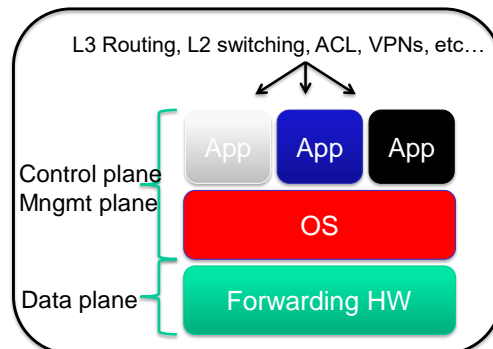 L3 Routing, L2 switching, ACL, VPNs, etc…
App App App
Control plane
Mngmt plane
OS
Data plane
Forwarding HW